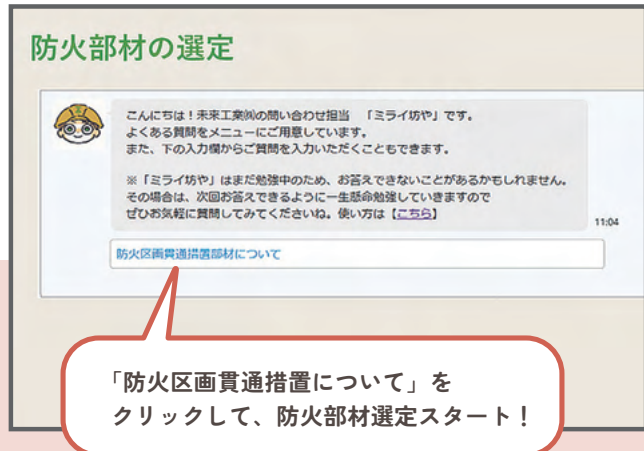 防火部材の選定
こんにちは！未来工業㈱の問い合わせ担当　「ミライ坊や」です。
よくある質問をメニューにご用意しています。
また、下の入力欄からご質問を入力いただくこともできます。
※「ミライ坊や」はまだ勉強中のため、お答えできないことがあるかもしれません。
その場合は、次回お答えできるように一生懸命勉強していきますので
ぜひお気軽に質問してみてくださいね。使い方は【こちら】
11:04
防火区画貫通措置部材について
「防火区画貫通措置について」を
クリックして、防火部材選定スタート！